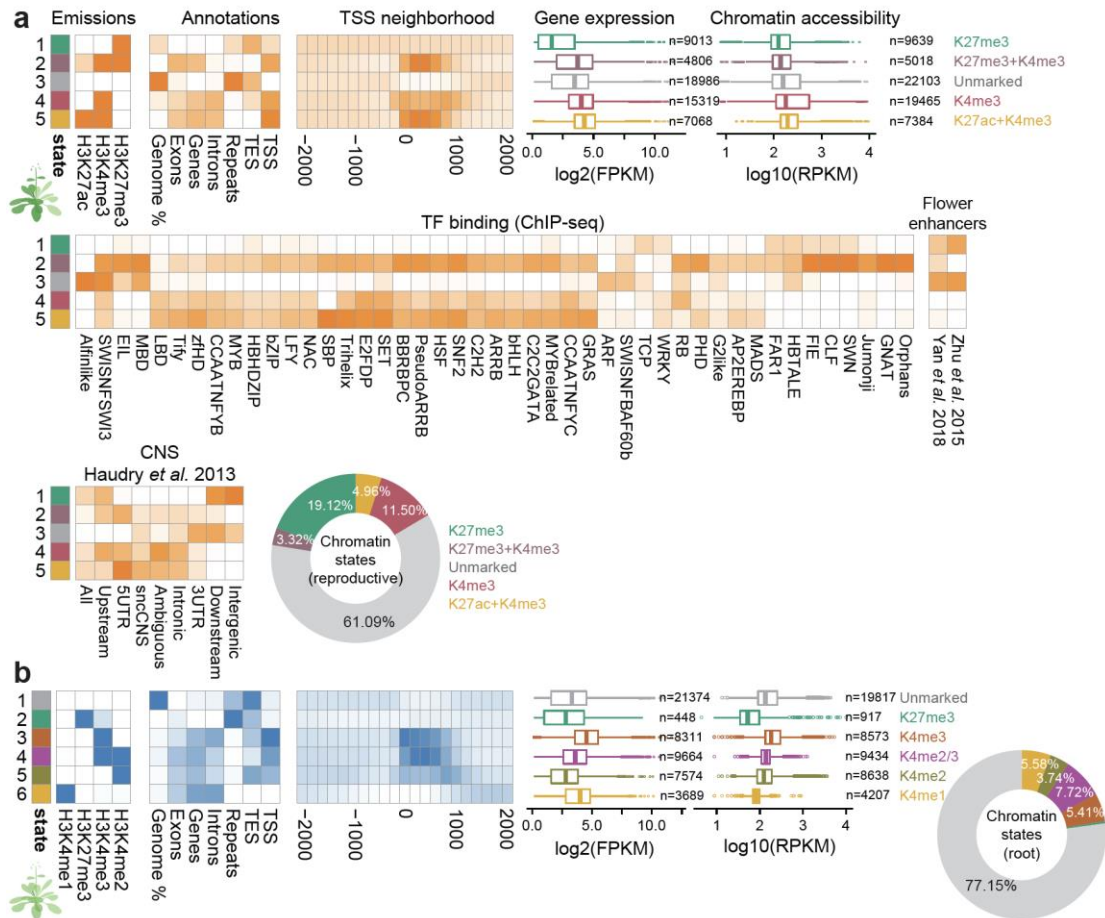 a
Emissions
Annotations
TSS neighborhood
Gene expression
Chromatin accessibility
1
2
3
4
5
n=9013
n=4806
n=18986
n=15319
n=7068
n=9639
n=5018
n=22103
n=19465
n=7384
K27me3
K27me3+K4me3
Unmarked
K4me3
K27ac+K4me3
state
H3K27ac
H3K4me3
H3K27me3
Genome %
Exons
Genes
Introns
Repeats
TES
TSS
−2000
−1000
0
1000
2000
0.0
5.0
10.0
log2(FPKM)
1
2
3
4
log10(RPKM)
TF binding (ChIP-seq)
Flower
enhancers
1
2
3
4
5
Alfinlike
SWISNFSWI3
EIL
MBD
LBD
Tify
zfHD
CCAATNFYB
MYB
HBHDZIP
bZIP
LFY
NAC
SBP
Trihelix
E2FDP
SET
BBRBPC
PseudoARRB
HSF
SNF2
C2H2
ARRB
bHLH
C2C2GATA
MYBrelated
CCAATNFYC
GRAS
ARF
SWISNFBAF60b
TCP
WRKY
RB
PHD
G2like
AP2EREBP
MADS
FAR1
HBTALE
FIE
CLF
SWN
Jumonji
GNAT
Orphans
Yan et al. 2018
Zhu et al. 2015
CNS
Haudry et al. 2013
1
2
3
4
5
All
Upstream
5UTR
sncCNS
Ambiguous
Intronic
3UTR
Downstream
Intergenic
4.96%
11.50%
19.12%
3.32%
61.09%
Chromatin
states
(reproductive)
K27me3
K27me3+K4me3
Unmarked
K4me3
K27ac+K4me3
b
1
2
3
4
5
6
n=21374
n=448
n=8311
n=9664
n=7574
n=3689
n=19817
n=917
n=8573
n=9434
n=8638
n=4207
Unmarked
K27me3
K4me3
K4me2/3
K4me2
K4me1
state
H3K4me1
H3K27me3
H3K4me3
H3K4me2
Genome %
Exons
Genes
Introns
Repeats
TES
TSS
−2000
−1000
0
1000
2000
0.0
5.0
10.0
log2(FPKM)
1
2
3
4
log10(RPKM)
5.58%
3.74%
7.72%
5.41%
77.15%
Chromatin
states
(root)